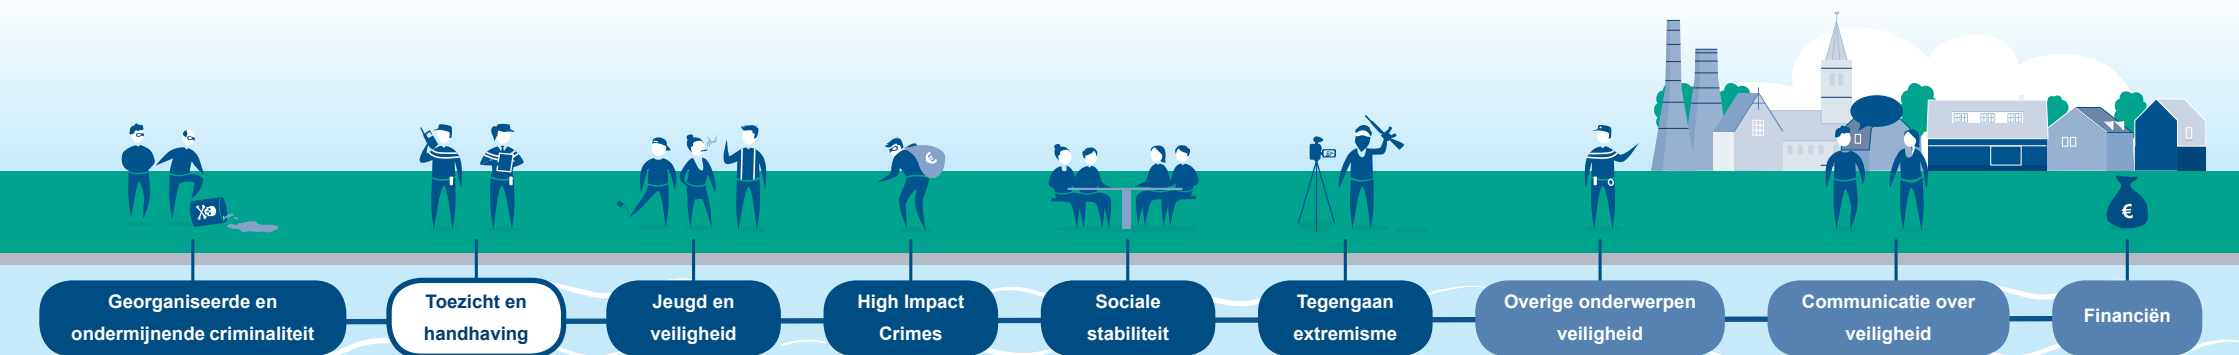 €
€
Georganiseerde en
ondermijnende criminaliteit
Toezicht en
handhaving
Jeugd en
veiligheid
High Impact
Crimes
Sociale
stabiliteit
Tegengaan
extremisme
Overige onderwerpen
veiligheid
Communicatie over
veiligheid
Financiën